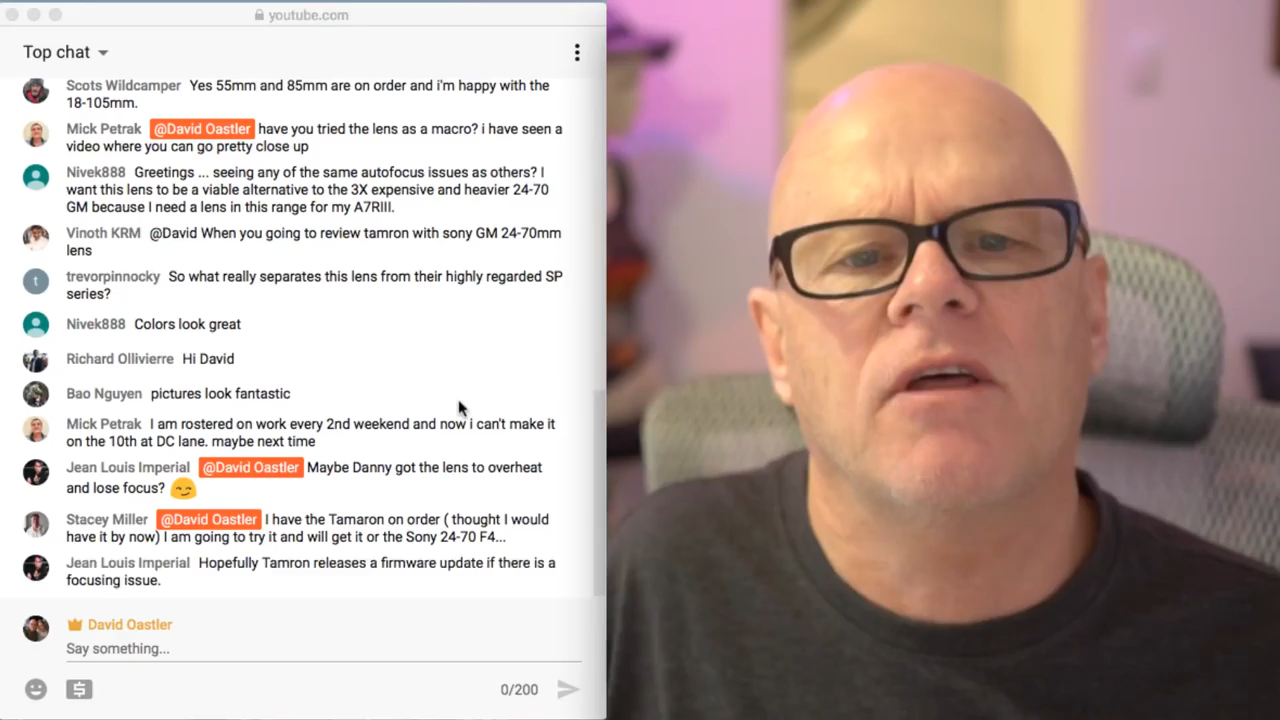 youtube.com
Top chat
Scots Wildcamper Yes 55mm and 85mm are on order and i'm happy with the
18-105mm.
Mick Petrak @David Oastler have you tried the lens as a macro? i have seen a
video where you can go pretty close up
Nivek888 Greetings ... seeing any of the same autofocus issues as others? I
want this lens to be a viable alternative to the 3X expensive and heavier 24-70
GM because I need a lens in this range for my A7RIII.
Vinoth KRM @David When you going to review tamron with sony GM 24-70mm
lens
t
trevorpinnocky So what really separates this lens from their highly regarded SP
series?
Nivek888 Colors look great
Richard Ollivierre Hi David
Bao Nguyen pictures look fantastic
Mick Petrak I am rostered on work every 2nd weekend and now i can't make it
on the 10th at DC lane. maybe next time
Jean Louis Imperial @David Oastler Maybe Danny got the lens to overheat
and lose focus? 😏
Stacey Miller @David Oastler I have the Tamaron on order ( thought I would
have it by now) I am going to try it and will get it or the Sony 24-70 F4...
Jean Louis Imperial Hopefully Tamron releases a firmware update if there is a
focusing issue.
David Oastler
Say something...
$
0/200